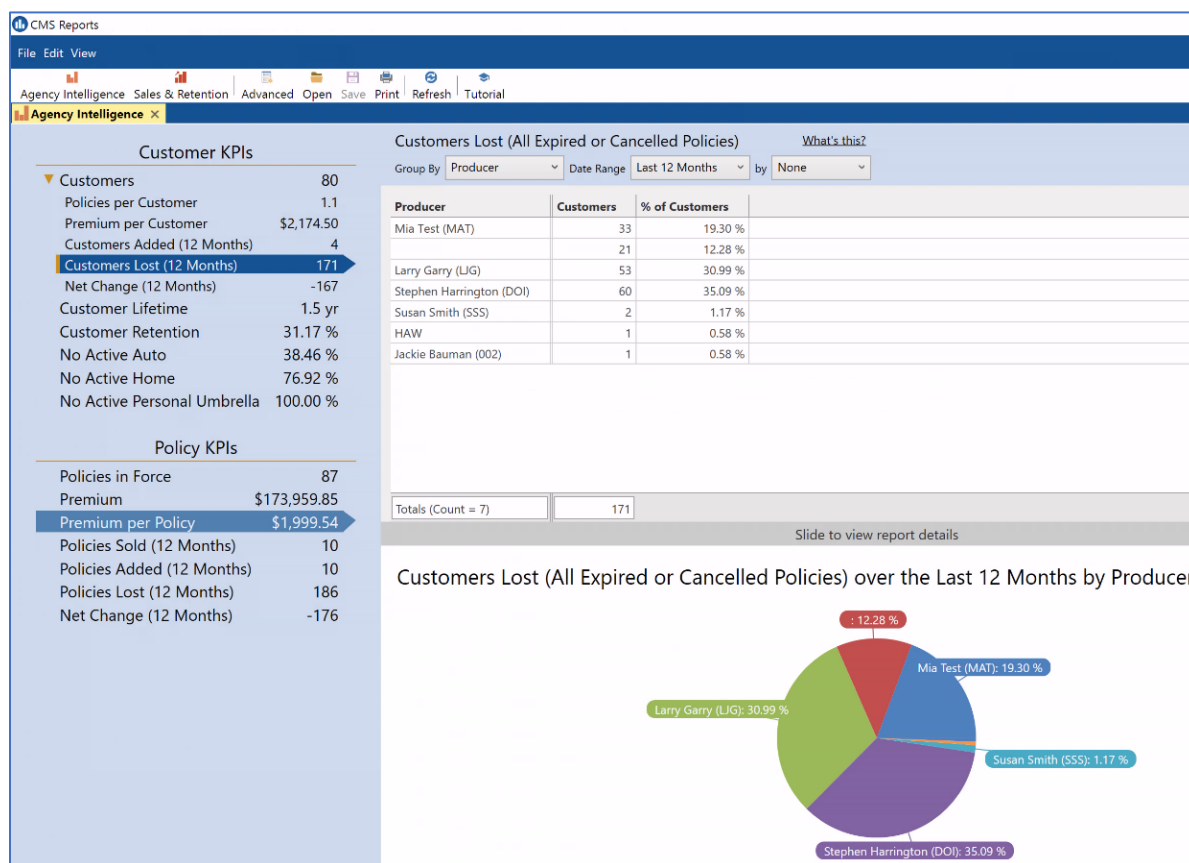 CMS Reports
File Edit View
Agency Intelligence Sales & Retention Advanced Open Save Print Refresh Tutorial
Agency Intelligence ×
Customer KPIs
Customers 80
Policies per Customer 1.1
Premium per Customer $2,174.50
Customers Added (12 Months) 4
Customers Lost (12 Months) 171
Net Change (12 Months) -167
Customer Lifetime 1.5 yr
Customer Retention 31.17 %
No Active Auto 38.46 %
No Active Home 76.92 %
No Active Personal Umbrella 100.00 %
Policy KPIs
Policies in Force 87
Premium $173,959.85
Premium per Policy $1,999.54
Policies Sold (12 Months) 10
Policies Added (12 Months) 10
Policies Lost (12 Months) 186
Net Change (12 Months) -176
Customers Lost (All Expired or Cancelled Policies) What's this?
Group By Producer Date Range Last 12 Months by None
Producer Customers % of Customers
Mia Test (MAT) 33 19.30 %
21 12.28 %
Larry Garry (LJG) 53 30.99 %
Stephen Harrington (DOI) 60 35.09 %
Susan Smith (SSS) 2 1.17 %
HAW 1 0.58 %
Jackie Bauman (002) 1 0.58 %
Totals (Count = 7) 171
Slide to view report details
Customers Lost (All Expired or Cancelled Policies) over the Last 12 Months by Producer
: 12.28 %
Mia Test (MAT): 19.30 %
Larry Garry (LJG): 30.99 %
Susan Smith (SSS): 1.17 %
Stephen Harrington (DOI): 35.09 %